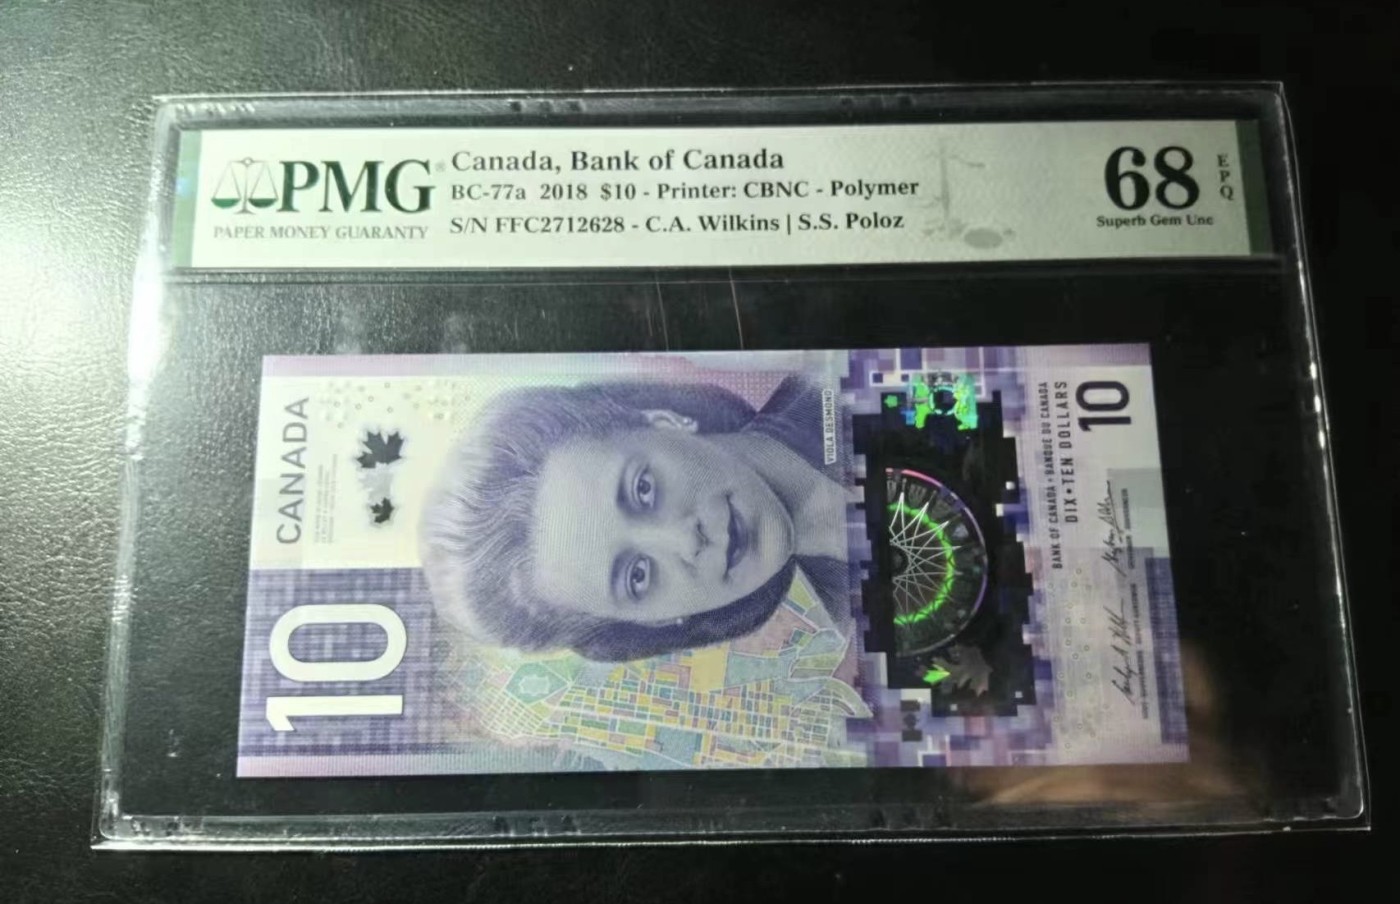 PMG
PAPER MONEY GUARANTY
Canada, Bank of Canada
BC-77a 2018 $10 - Printer: CBNC - Polymer
S/N FFC2712628 - C.A. Wilkins | S.S. Poloz
68
EPQ
Superb Gem Unc
CANADA
10
VIOLA DESMOND
BANK OF CANADA • BANQUE DU CANADA
DIX • TEN DOLLARS
10